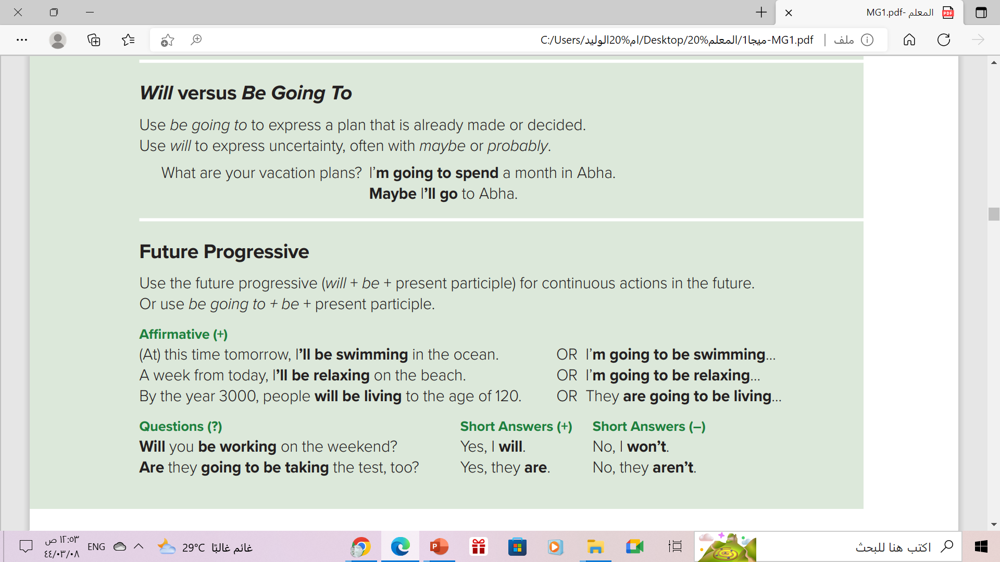 المعلم -MG1.pdf
C:/Users/ام%20الوليد/Desktop/ميجا1/المعلم%20-MG1.pdf
ملف
Will versus Be Going To
Use be going to to express a plan that is already made or decided.
Use will to express uncertainty, often with maybe or probably.
What are your vacation plans? I’m going to spend a month in Abha.
Maybe I’ll go to Abha.
Future Progressive
Use the future progressive (will + be + present participle) for continuous actions in the future.
Or use be going to + be + present participle.
Affirmative (+)
(At) this time tomorrow, I’ll be swimming in the ocean. OR I’m going to be swimming...
A week from today, I’ll be relaxing on the beach. OR I’m going to be relaxing...
By the year 3000, people will be living to the age of 120. OR They are going to be living...
Questions (?) Short Answers (+) Short Answers (–)
Will you be working on the weekend? Yes, I will. No, I won’t.
Are they going to be taking the test, too? Yes, they are. No, they aren’t.
١٢:٥٣ ص
٤٤/٠٣/٠٨
ENG
29°C غائم غالبًا
اكتب هنا للبحث